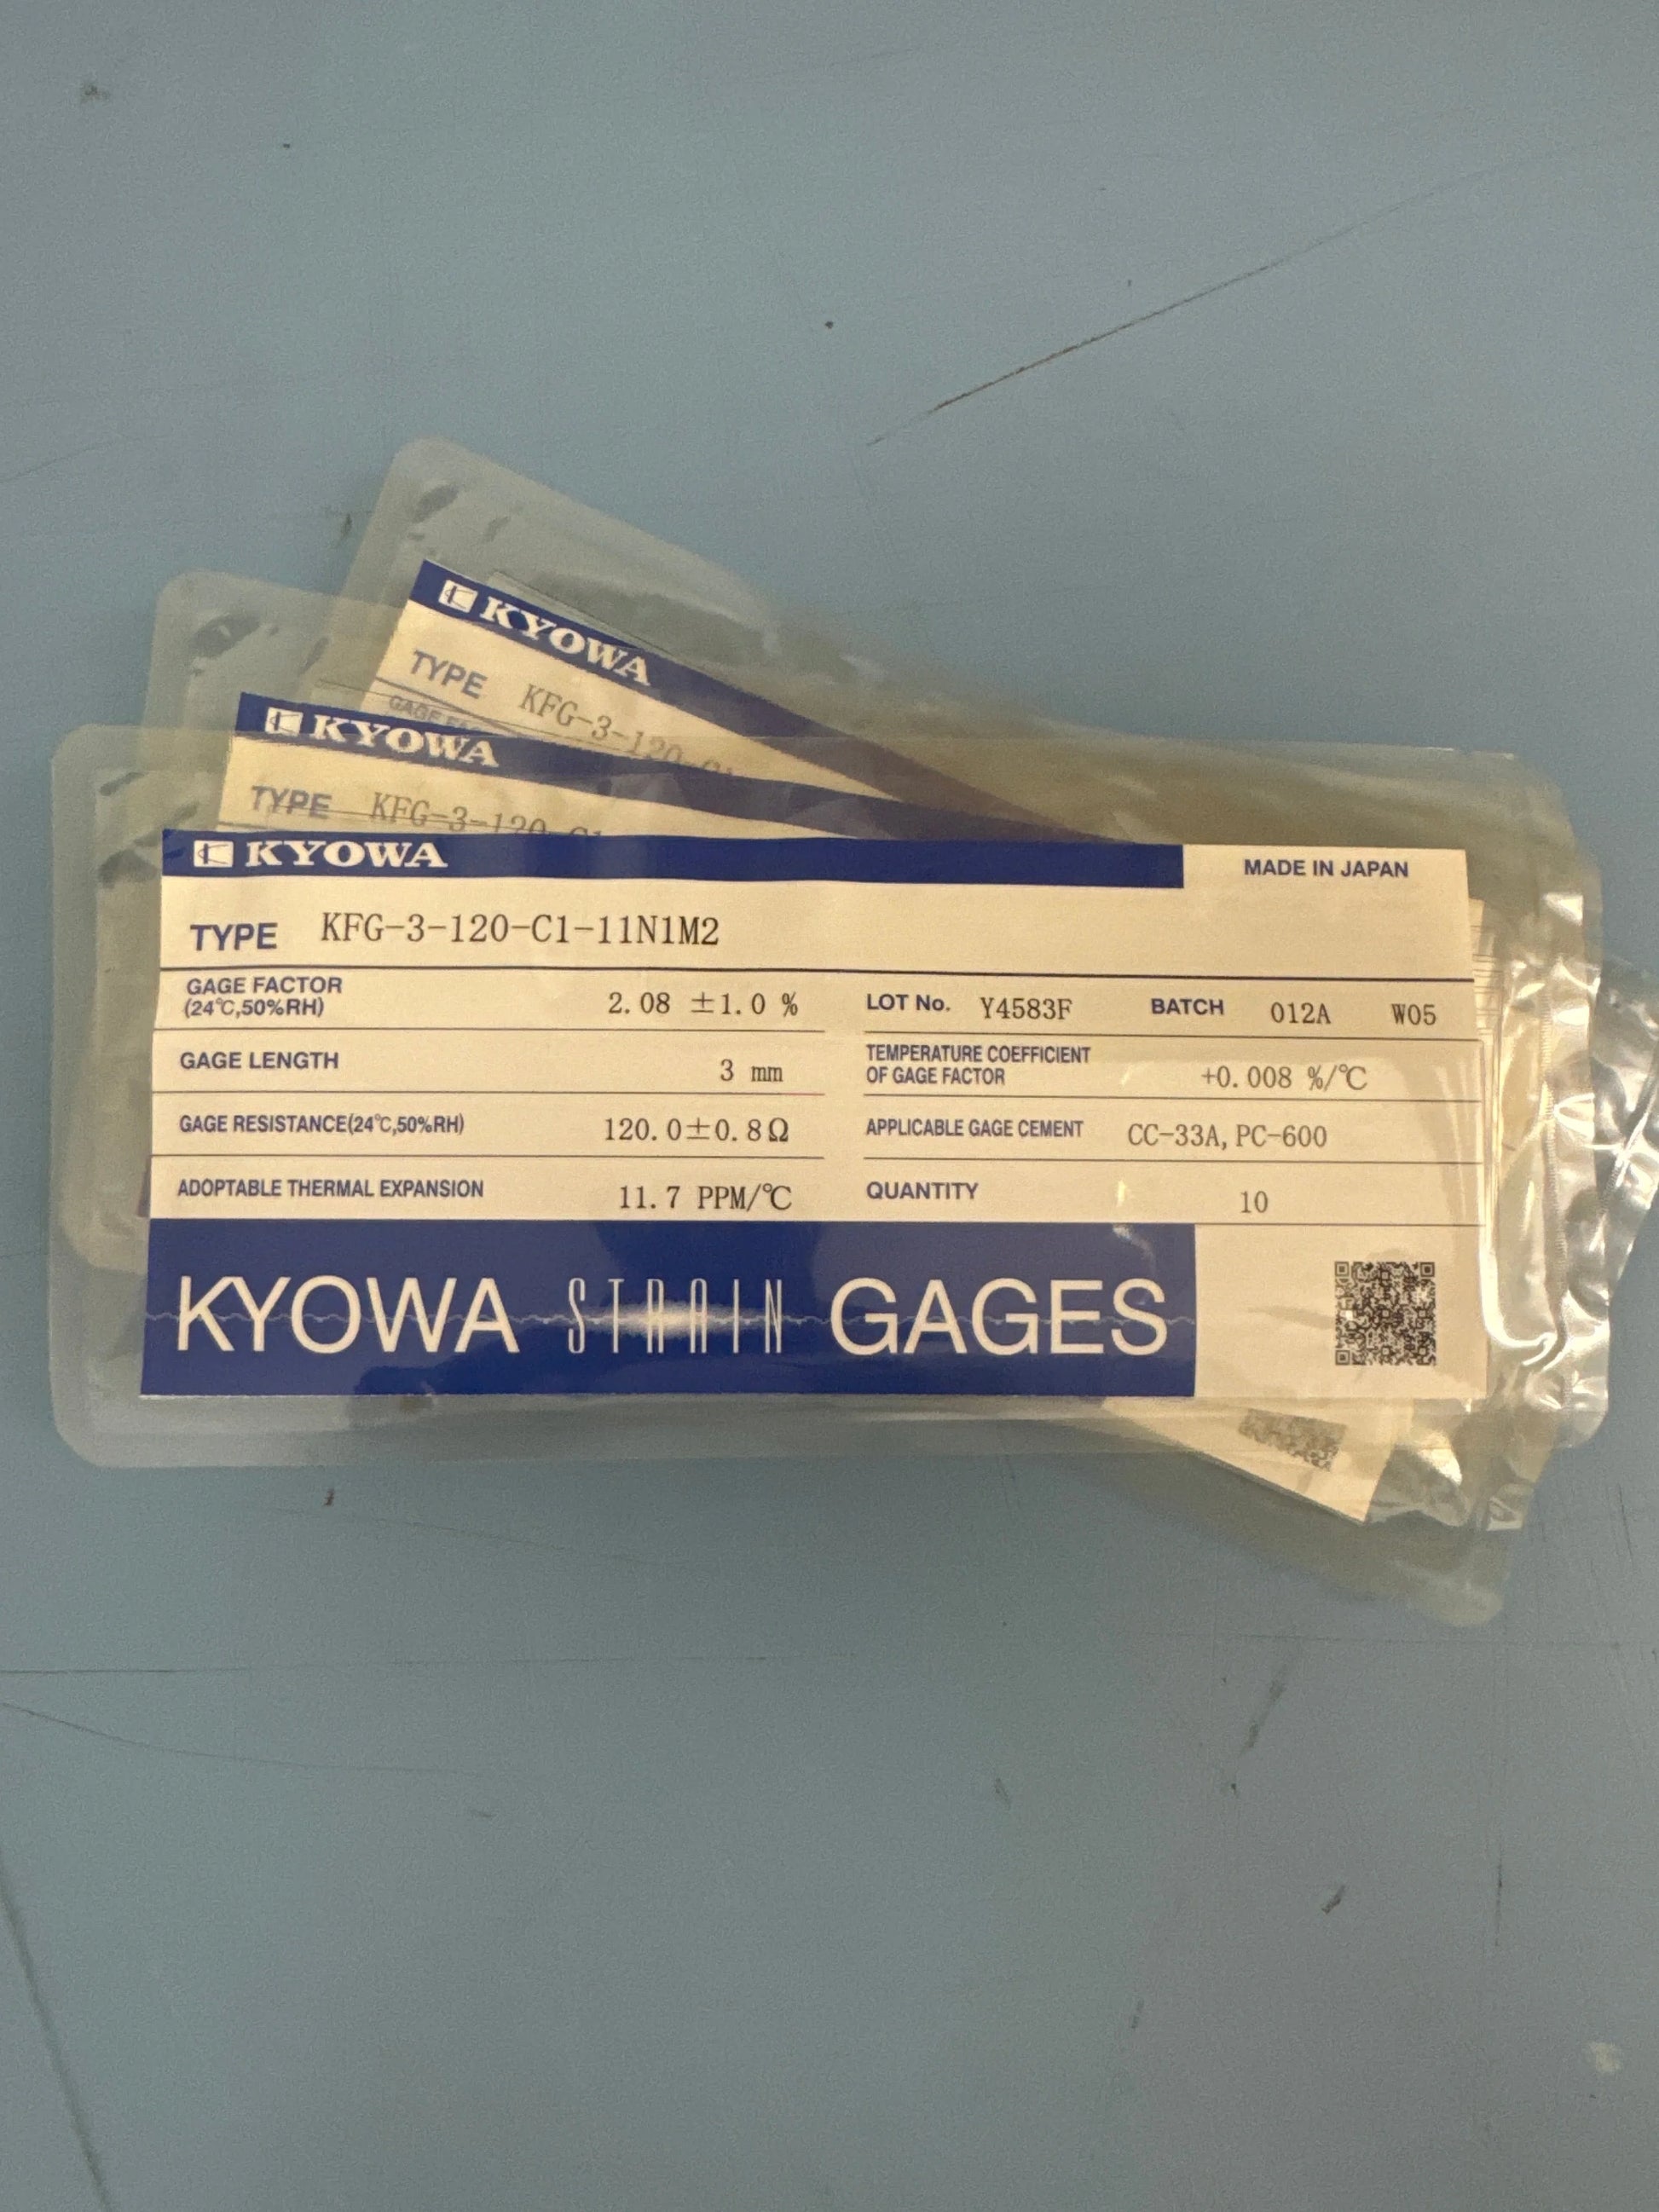 KYOWA
TYPE KFG-3-120-C1
GAGE
KYOWA
TYPE KFG-3-120-C1
KYOWA MADE IN JAPAN
TYPE KFG-3-120-C1-11N1M2
GAGE FACTOR
(24℃,50%RH) 2.08 ±1.0 %
LOT No. Y4583F BATCH 012A W05
GAGE LENGTH 3 mm
TEMPERATURE COEFFICIENT
OF GAGE FACTOR +0.008 %/℃
GAGE RESISTANCE(24℃,50%RH) 120.0±0.8Ω
APPLICABLE GAGE CEMENT CC-33A, PC-600
ADOPTABLE THERMAL EXPANSION 11.7 PPM/℃
QUANTITY 10
KYOWA STRAIN GAGES